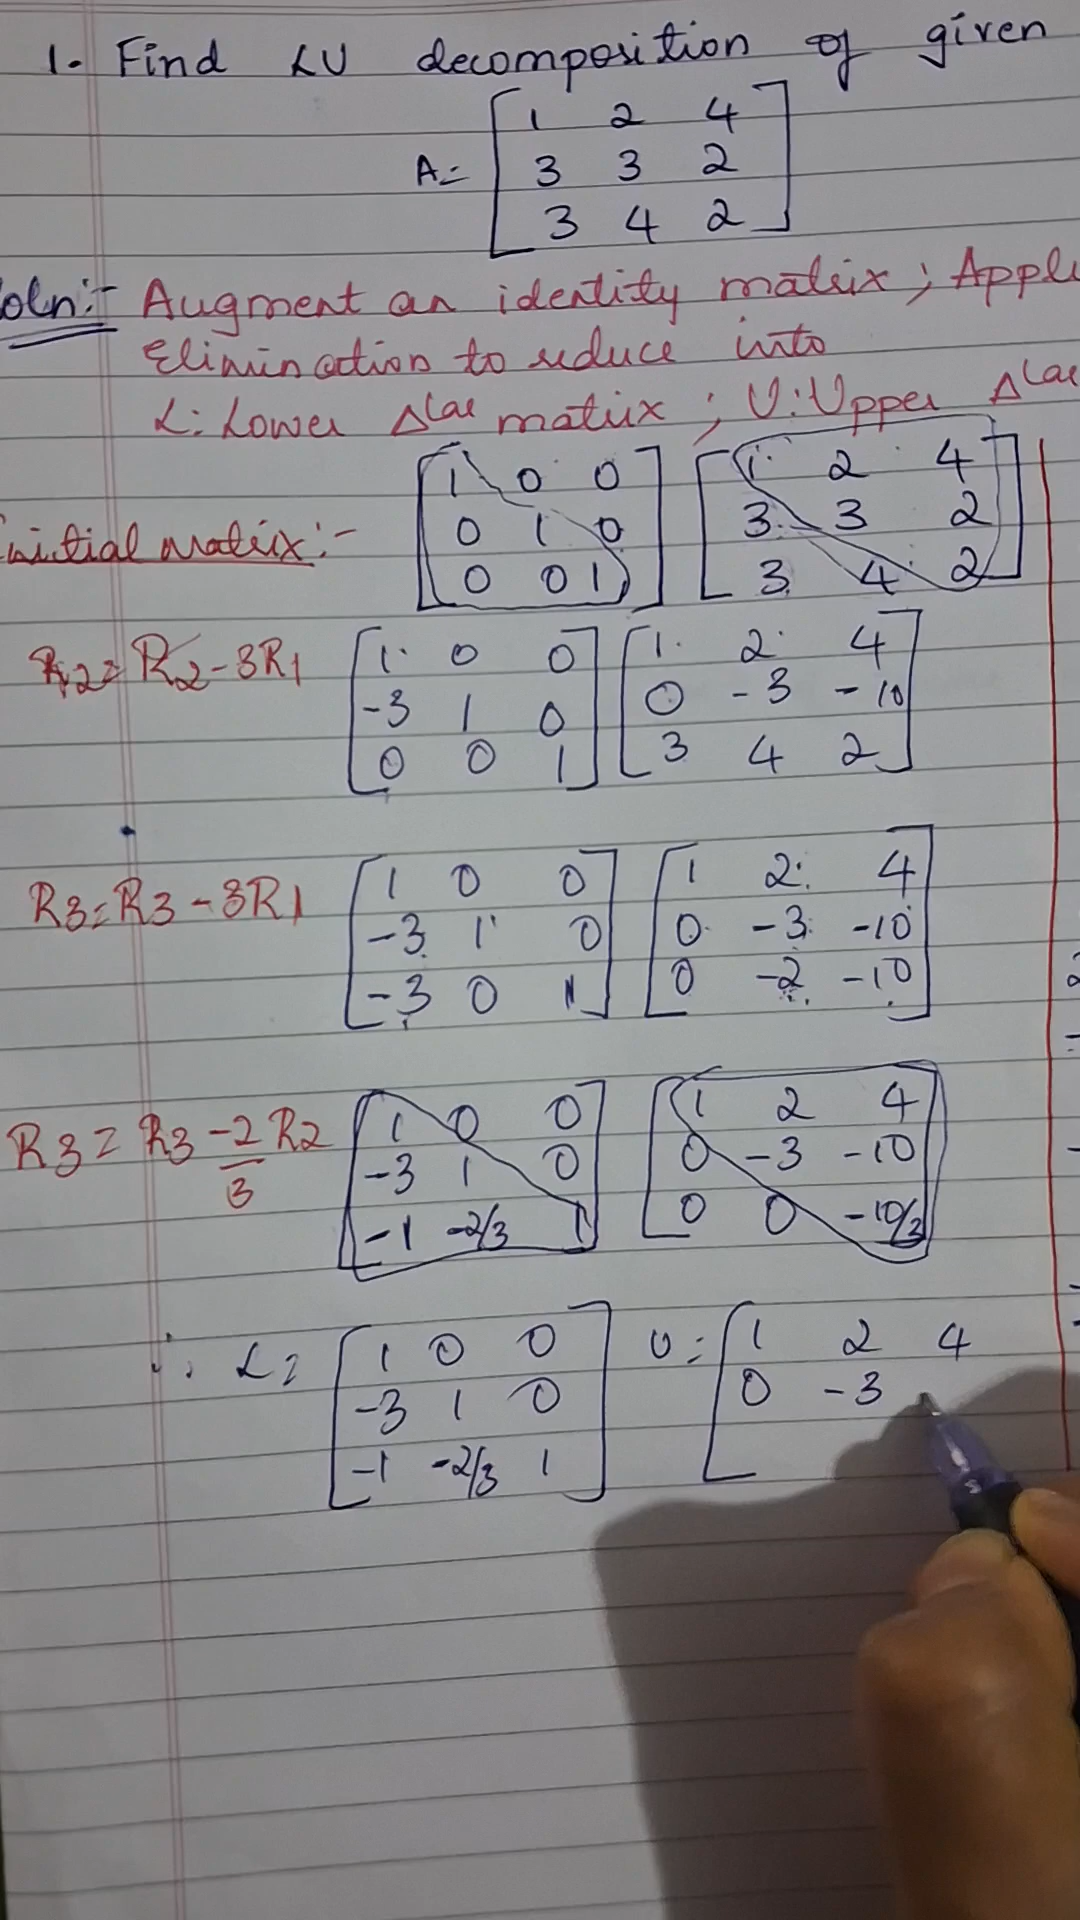 1. Find LU decomposition of given
A = [ 1 2 4
3 3 2
3 4 2 ]
oln:- Augment an identity matrix; Appl
Elimination to reduce into
L: Lower Δlar matrix ; U: Upper Δlar
nitial matrix:-
[ 1 0 0 ] [ 1 2 4 ]
[ 0 1 0 ] [ 3 3 2 ]
[ 0 0 1 ] [ 3 4 2 ]
R2 = R2 - 3R1
[ 1 0 0 ] [ 1 2 4 ]
[ -3 1 0 ] [ 0 -3 -10 ]
[ 0 0 1 ] [ 3 4 2 ]
R3 = R3 - 3R1
[ 1 0 0 ] [ 1 2 4 ]
[ -3 1 0 ] [ 0 -3 -10 ]
[ -3 0 1 ] [ 0 -2 -10 ]
R3 = R3 - 2/3 R2
[ 1 0 0 ] [ 1 2 4 ]
[ -3 1 0 ] [ 0 -3 -10 ]
[ -1 -2/3 1 ] [ 0 0 -10/3 ]
∴ L = [ 1 0 0 ] U = [ 1 2 4
[ -3 1 0 ] 0 -3
[ -1 -2/3 1 ]